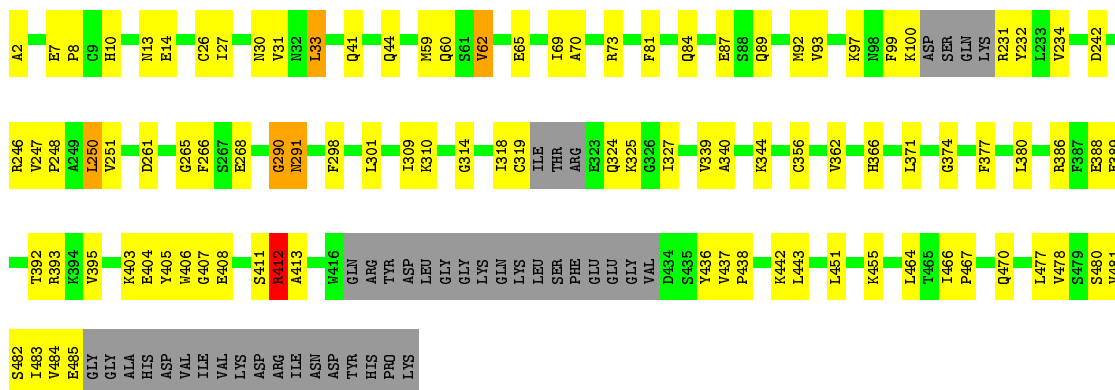 A2 E7 P8 C9 H10 N13 E14 C26 I27 N30 V31 N32 L33 Q41 Q44 M59 Q60 S61 V62 E65 I69 A70 R73 F81 Q84 E87 S88 Q89 M92 V93 K97 N98 F99 K100 ASP SER GLN LYS R231 Y232 L233 V234 D242
R246 V247 P248 A249 L250 V251 D261 G265 F266 S267 E268 G290 N291 F298 L301 I309 K310 G314 I318 C319 ILE THR ARG E323 Q324 K325 G326 I327 V339 A340 K344 C356 V362 H366 L371 G374 F377 L380 R386 F387 E388
T392 R393 K394 V395 K403 E404 Y405 W406 G407 E408 S411 R412 A413 W416 GLN ARG TYR ASP LEU GLY GLY LYS GLN LYS LEU SER PHE GLU GLU GLY VAL D434 S435 Y436 V437 P438 K442 L443 L451 K455 L464 T465 I466 P467 Q470 L477 V478 S479 S480
S482 I483 V484 E485 GLY GLY ALA HIS ASP VAL ILE VAL LYS ASP ARG ILE ASN ASP TYR HIS PRO LYS